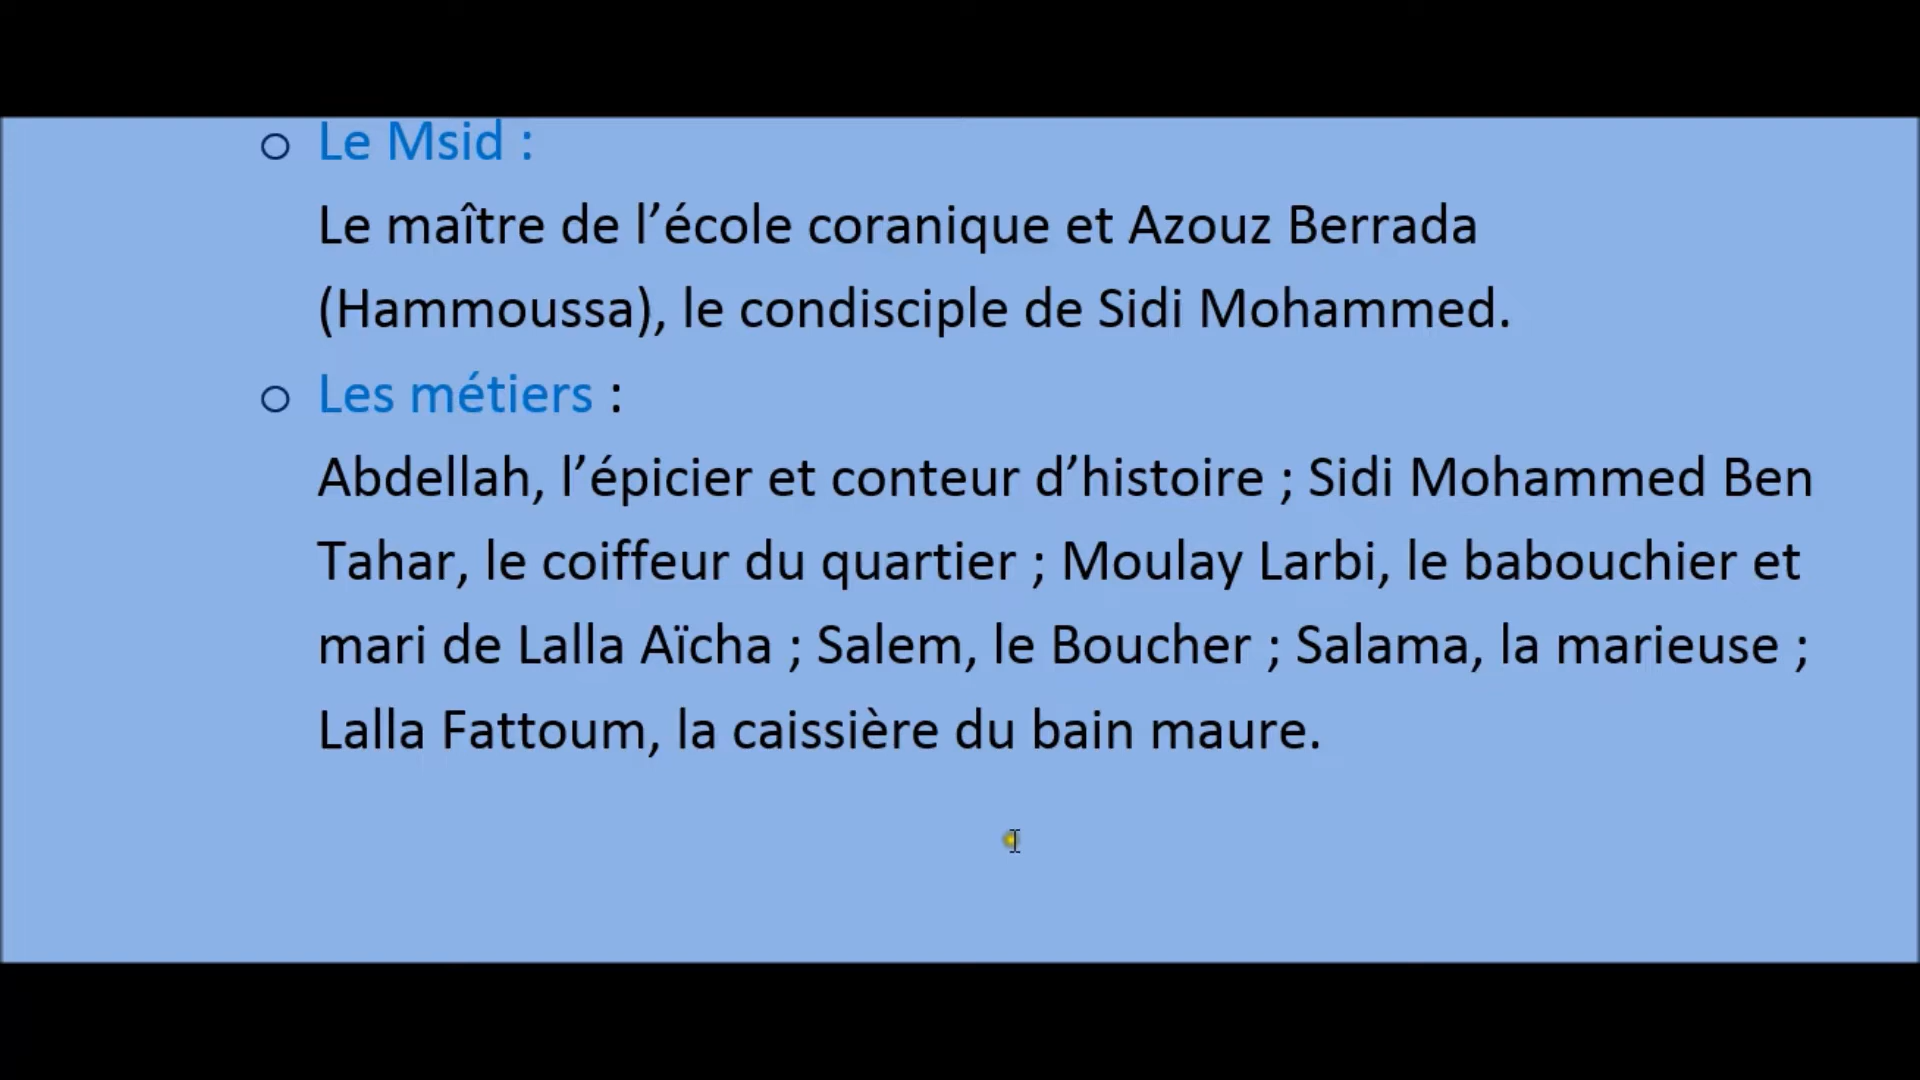 o Le Msid :
Le maître de l’école coranique et Azouz Berrada
(Hammoussa), le condisciple de Sidi Mohammed.
o Les métiers :
Abdellah, l’épicier et conteur d’histoire ; Sidi Mohammed Ben
Tahar, le coiffeur du quartier ; Moulay Larbi, le babouchier et
mari de Lalla Aïcha ; Salem, le Boucher ; Salama, la marieuse ;
Lalla Fattoum, la caissière du bain maure.